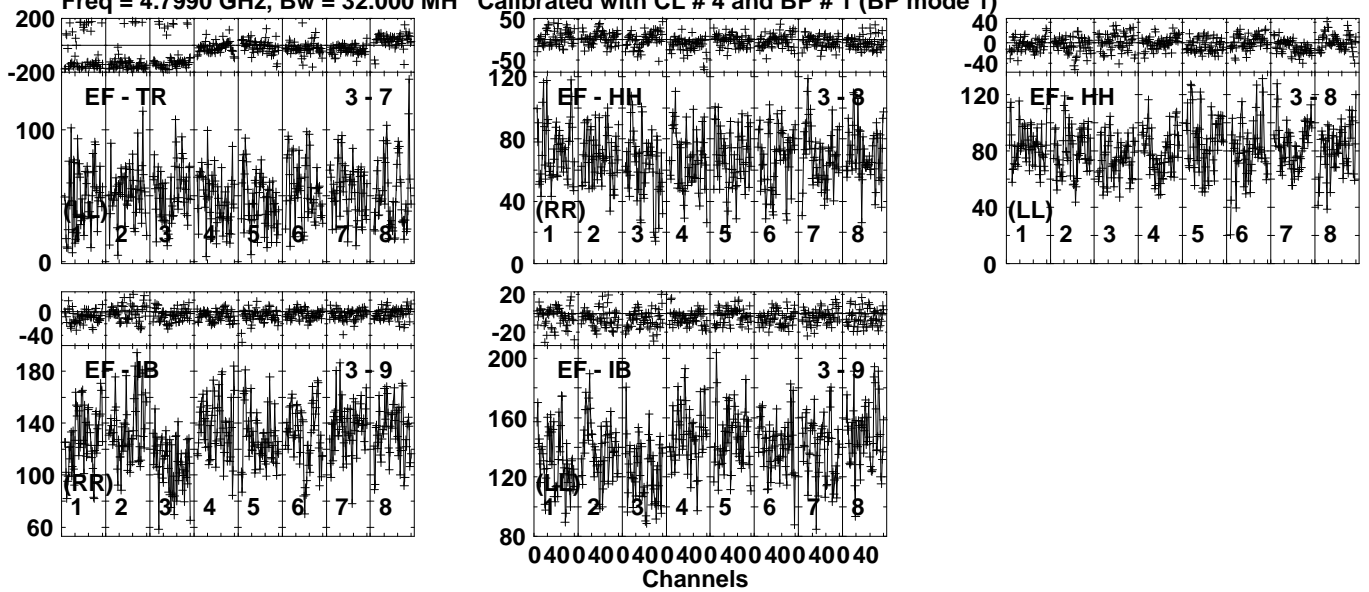 Freq = 4.7990 GHz, Bw = 32.000 MH Calibrated with CL # 4 and BP # 1 (BP mode 1)
200
-200
EF - TR 3 - 7
100
(LL)
1 2 3 4 5 6 7 8
0
50
-50
120
EF - HH 3 - 8
80
40
(RR)
1 2 3 4 5 6 7 8
0
40
0
-40
120
EF - HH 3 - 8
80
40
(LL)
1 2 3 4 5 6 7 8
0
0
-40
180
EF - IB 3 - 9
140
100
(RR)
1 2 3 4 5 6 7 8
60
20
-20
200
EF - IB 3 - 9
160
120
(LL)
1 2 3 4 5 6 7 8
80
0 40 0 40 0 40 0 40 0 40 0 40 0 40 0 40
Channels